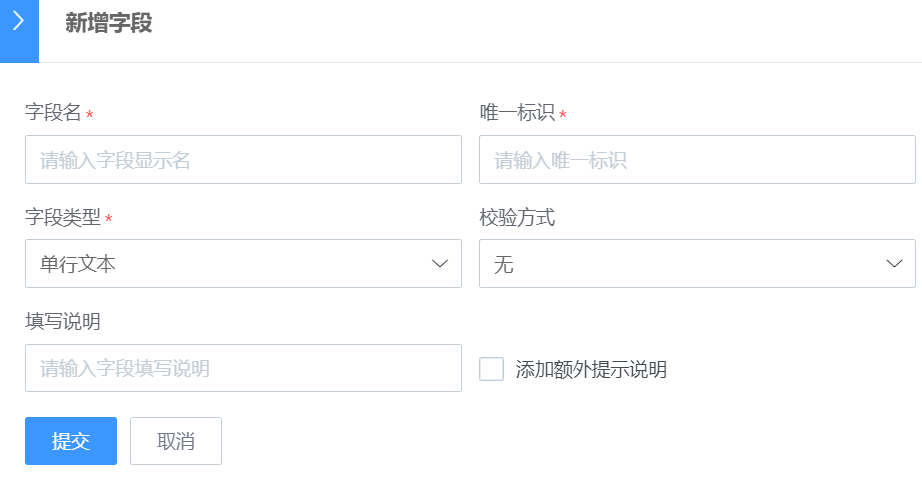 新增字段
字段名 * 唯一标识 *
请输入字段显示名 请输入唯一标识
字段类型 * 校验方式
单行文本 无
填写说明
请输入字段填写说明 添加额外提示说明
提交 取消